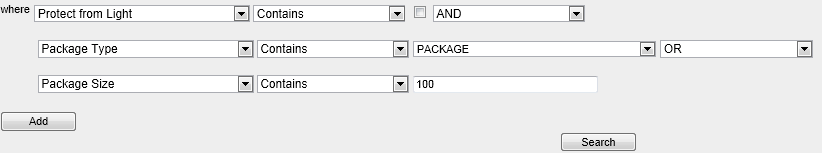 where Protect from Light Contains AND
Package Type Contains PACKAGE OR
Package Size Contains 100
Add
Search